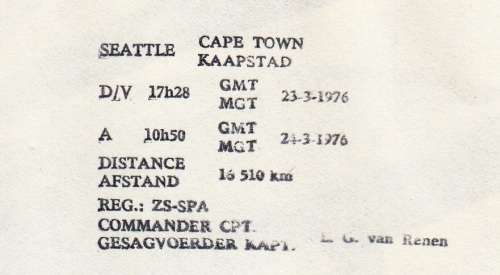 SEATTLE CAPE TOWN
KAAPSTAD
D/V 17h28 GMT
MGT 23-3-1976
A 10h50 GMT
MGT 24-3-1976
DISTANCE
AFSTAND 16 510 km
REG.: ZS-SPA
COMMANDER CPT.
GESAGVOERDER KAPT. L. G. van Renen